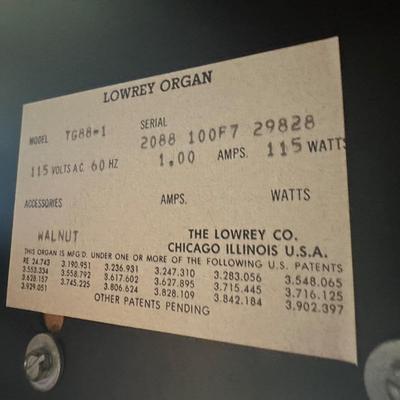 LOWREY ORGAN
MODEL TG88-1 SERIAL 2088 100F7 29828
115 VOLTS A.C. 60 HZ 1.00 AMPS. 115 WATTS
ACCESSORIES AMPS. WATTS
WALNUT THE LOWREY CO.
CHICAGO ILLINOIS U.S.A.
THIS ORGAN IS MFG'D. UNDER ONE OR MORE OF THE FOLLOWING U.S. PATENTS
RE 24.743 3.190.951 3.236.931 3.247.310 3.283.056 3.548.065
3.553.334 3.558.792 3.617.602 3.627.895 3.715.445 3.716.125
3.628.157 3.745.225 3.806.624 3.828.109 3.842.184 3.902.397
3.929.051
OTHER PATENTS PENDING